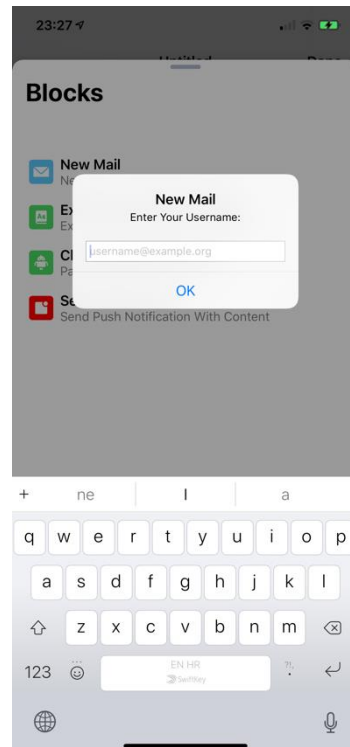 23:27
Blocks
New Mail
New Mail
Enter Your Username:
username@example.org
OK
Send Push Notification With Content
+ ne I a
q w e r t y u i o p
a s d f g h j k l
z x c v b n m
123 EN HR ?!,
SwiftKey